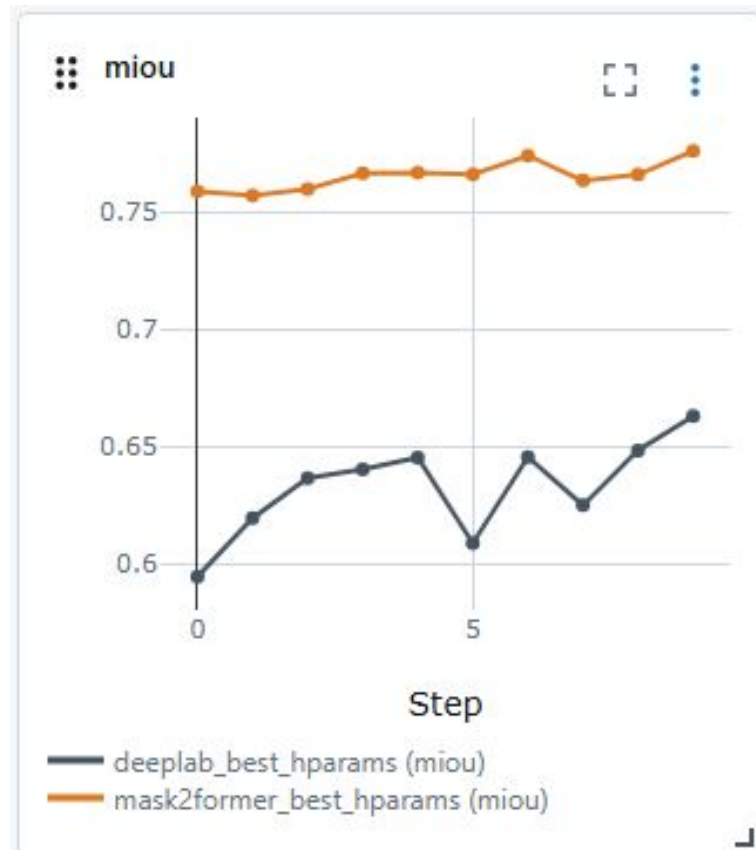 miou
0.75
0.7
0.65
0.6
0
5
Step
deeplab_best_hparams (miou)
mask2former_best_hparams (miou)